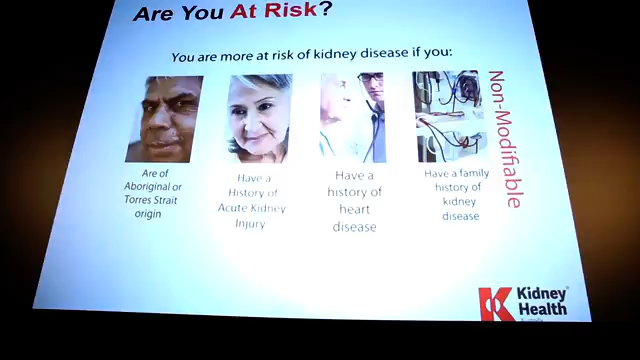 Are You At Risk?
You are more at risk of kidney disease if you:
Are of
Aboriginal or
Torres Strait
origin
Have a
History of
Acute Kidney
Injury
Have a
history of
heart
disease
Have a family
history of
kidney
disease
Non-Modifiable
Kidney
Health